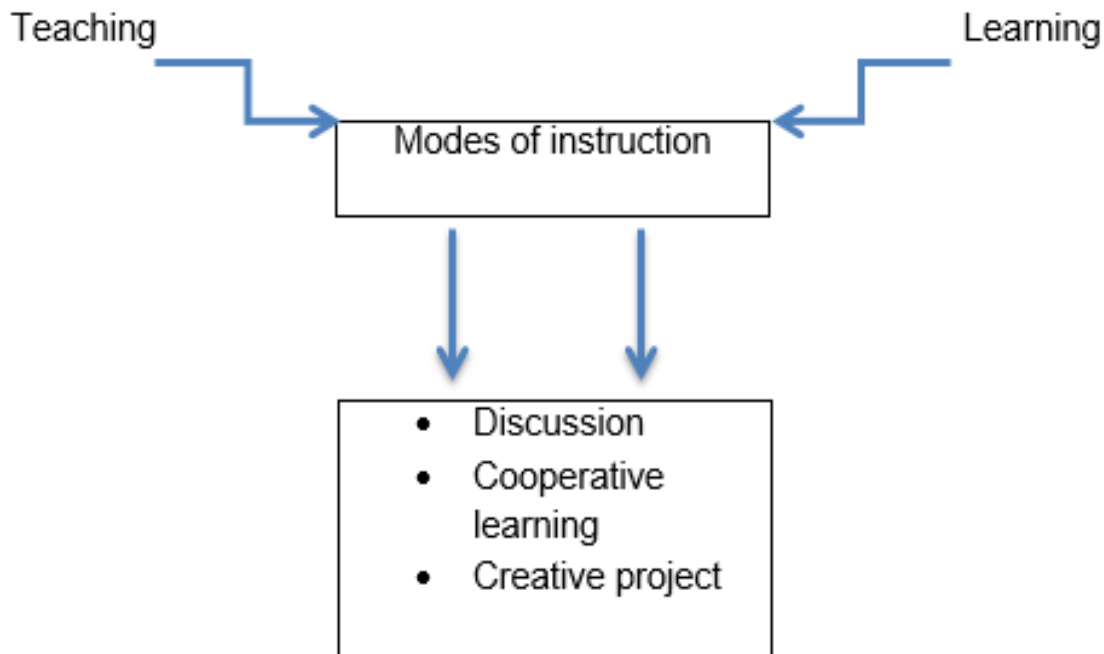 Teaching
Learning
Modes of instruction
• Discussion
• Cooperative
learning
• Creative project